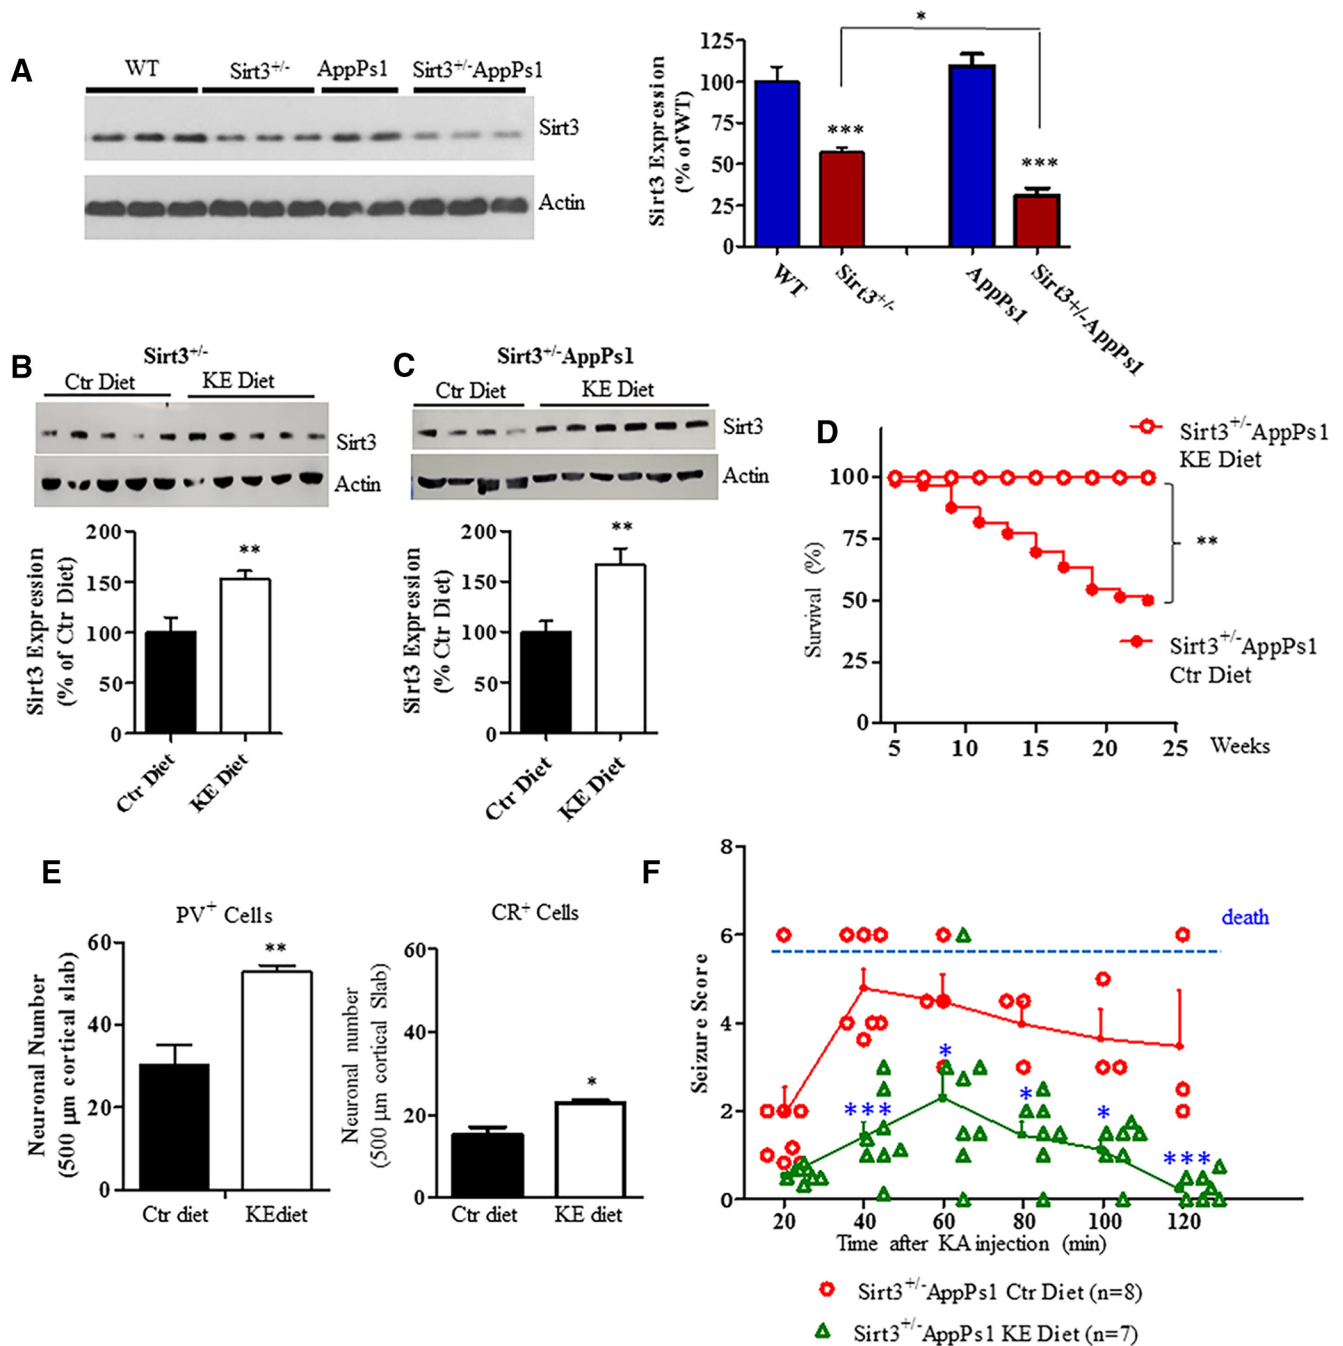 A
WT
Sirt3+/-
AppPs1
Sirt3+/-AppPs1
Sirt3
Actin
Sirt3 Expression
(% of WT)
125
100
75
50
25
0
*
***
***
WT
Sirt3+/-
AppPs1
Sirt3+/-AppPs1
B
Sirt3+/-
Ctr Diet
KE Diet
Sirt3
Actin
Sirt3 Expression
(% of Ctr Diet)
200
150
100
50
0
**
Ctr Diet
KE Diet
C
Sirt3+/-AppPs1
Ctr Diet
KE Diet
Sirt3
Actin
Sirt3 Expression
(% Ctr Diet)
200
150
100
50
0
**
Ctr Diet
KE Diet
D
Sirt3+/-AppPs1
KE Diet
Survival (%)
100
75
50
25
0
**
Sirt3+/-AppPs1
Ctr Diet
5
10
15
20
25
Weeks
E
PV+ Cells
Neuronal Number
(500 µm cortical slab)
60
40
20
0
**
Ctr diet
KEdiet
CR+ Cells
Neuronal number
(500 µm cortical Slab)
60
40
20
0
*
Ctr diet
KE diet
F
Seizure Score
8
6
4
2
0
death
***
*
*
*
***
20
40
60
80
100
120
Time after KA injection (min)
Sirt3+/-AppPs1 Ctr Diet (n=8)
Sirt3+/-AppPs1 KE Diet (n=7)